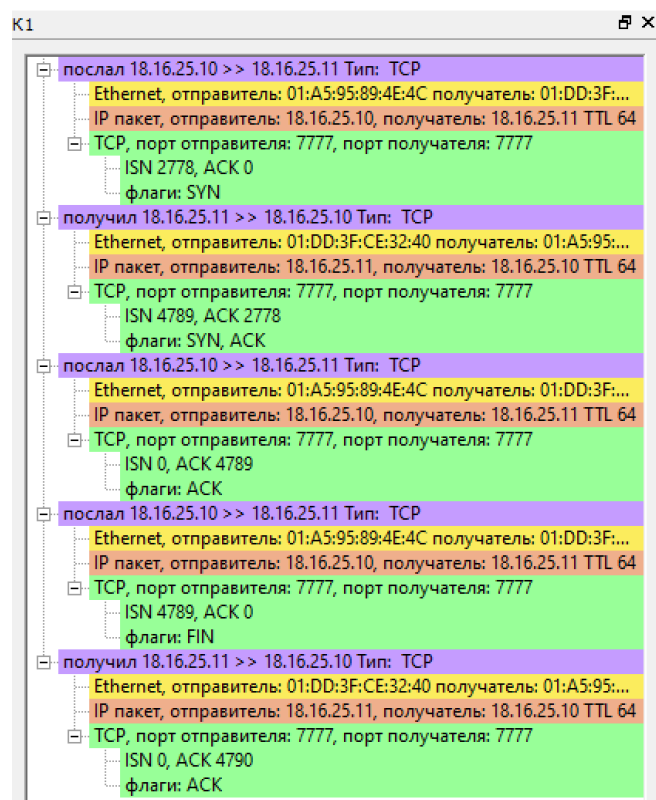 K1
послал 18.16.25.10 >> 18.16.25.11 Тип: TCP
Ethernet, отправитель: 01:A5:95:89:4E:4C получатель: 01:DD:3F:...
IP пакет, отправитель: 18.16.25.10, получатель: 18.16.25.11 TTL 64
TCP, порт отправителя: 7777, порт получателя: 7777
ISN 2778, ACK 0
флаги: SYN
получил 18.16.25.11 >> 18.16.25.10 Тип: TCP
Ethernet, отправитель: 01:DD:3F:CE:32:40 получатель: 01:A5:95:...
IP пакет, отправитель: 18.16.25.11, получатель: 18.16.25.10 TTL 64
TCP, порт отправителя: 7777, порт получателя: 7777
ISN 4789, ACK 2778
флаги: SYN, ACK
послал 18.16.25.10 >> 18.16.25.11 Тип: TCP
Ethernet, отправитель: 01:A5:95:89:4E:4C получатель: 01:DD:3F:...
IP пакет, отправитель: 18.16.25.10, получатель: 18.16.25.11 TTL 64
TCP, порт отправителя: 7777, порт получателя: 7777
ISN 0, ACK 4789
флаги: ACK
послал 18.16.25.10 >> 18.16.25.11 Тип: TCP
Ethernet, отправитель: 01:A5:95:89:4E:4C получатель: 01:DD:3F:...
IP пакет, отправитель: 18.16.25.10, получатель: 18.16.25.11 TTL 64
TCP, порт отправителя: 7777, порт получателя: 7777
ISN 4789, ACK 0
флаги: FIN
получил 18.16.25.11 >> 18.16.25.10 Тип: TCP
Ethernet, отправитель: 01:DD:3F:CE:32:40 получатель: 01:A5:95:...
IP пакет, отправитель: 18.16.25.11, получатель: 18.16.25.10 TTL 64
TCP, порт отправителя: 7777, порт получателя: 7777
ISN 0, ACK 4790
флаги: ACK